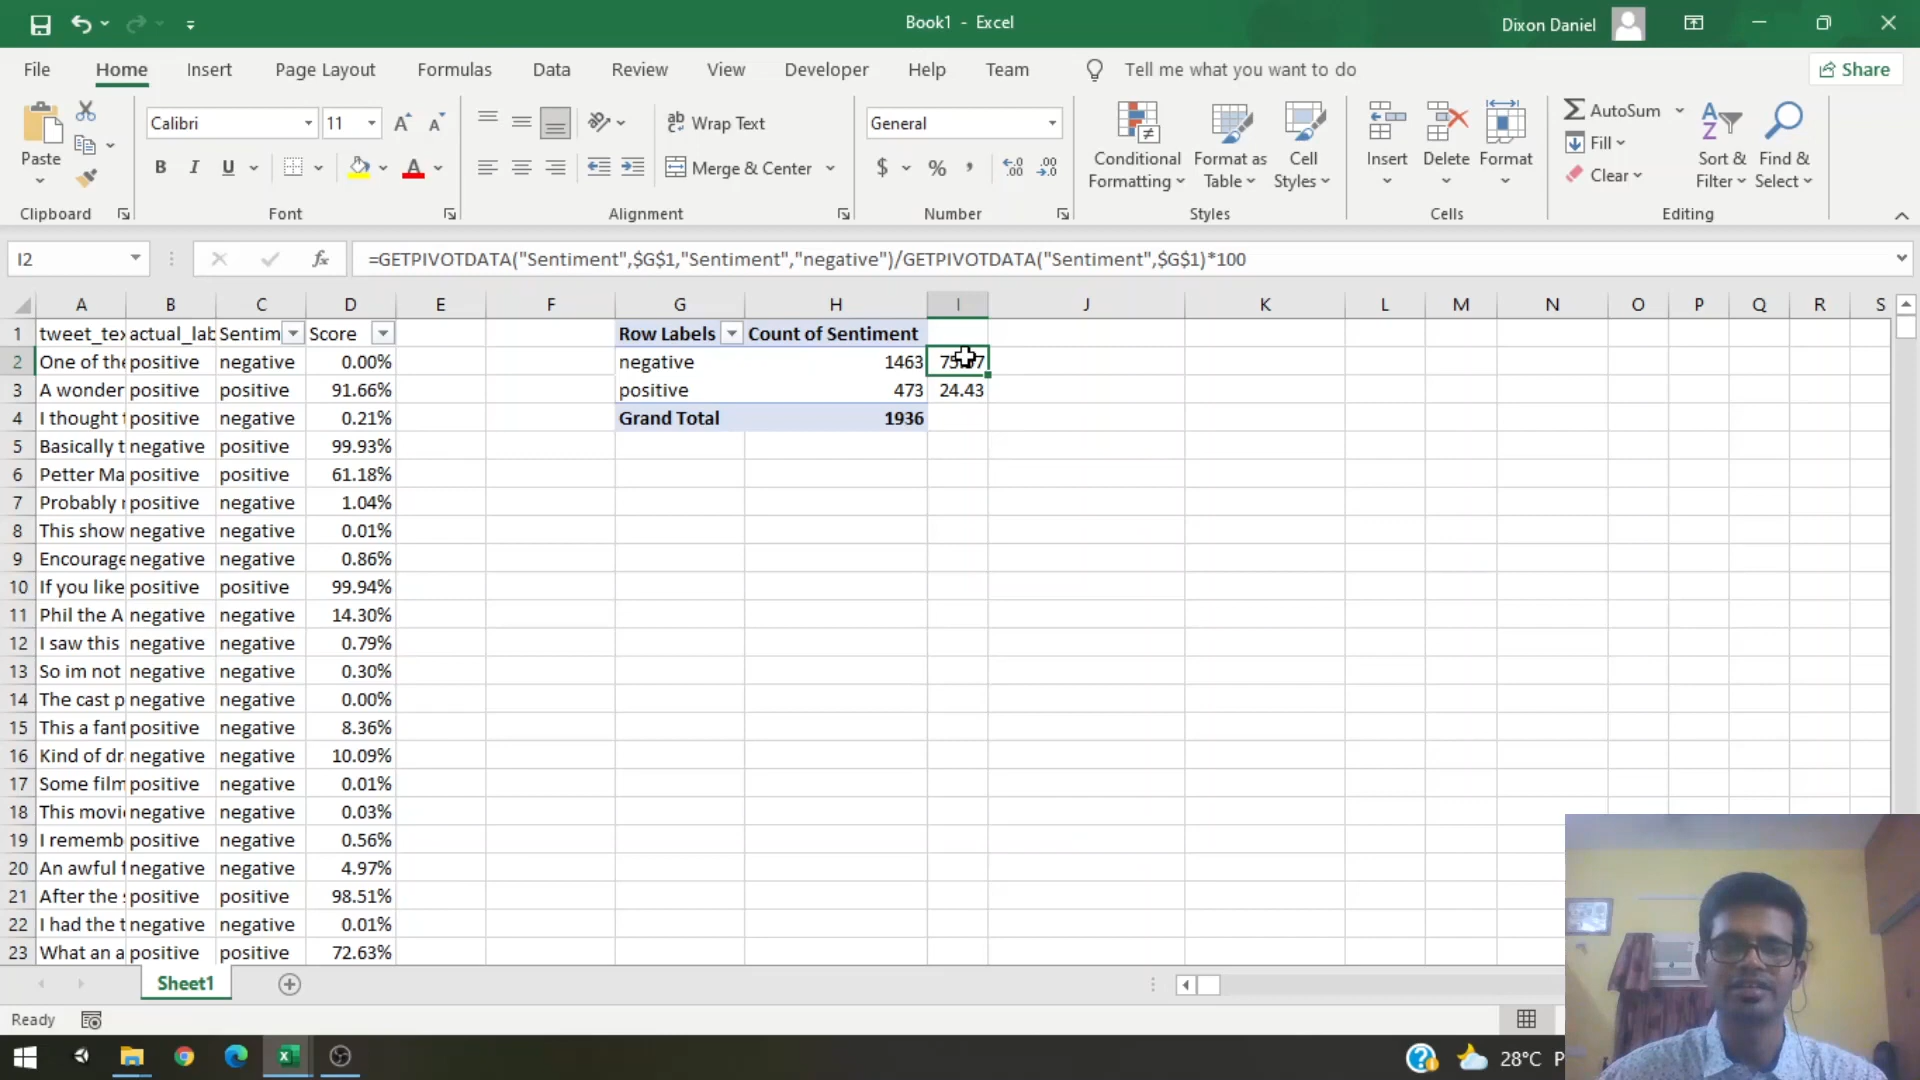 Book1 - Excel
Dixon Daniel
File Home Insert Page Layout Formulas Data Review View Developer Help Team Tell me what you want to do Share
Paste
Calibri 11
B I U
Wrap Text
Merge & Center
General
$ %
Conditional Formatting
Format as Table
Cell Styles
Insert Delete Format
AutoSum
Fill
Clear
Sort & Filter
Find & Select
Clipboard Font Alignment Number Styles Cells Editing
I2 fx =GETPIVOTDATA("Sentiment",$G$1,"Sentiment","negative")/GETPIVOTDATA("Sentiment",$G$1)*100
A B C D E F G H I J K L M N O P Q R S
1 tweet_tex actual_lab Sentim Score Row Labels Count of Sentiment
2 One of the positive negative 0.00% negative 1463
3 A wonder positive positive 91.66% positive 473 24.43
4 I thought positive negative 0.21% Grand Total 1936
5 Basically t negative positive 99.93%
6 Petter Ma positive positive 61.18%
7 Probably positive negative 1.04%
8 This show negative negative 0.01%
9 Encourage negative negative 0.86%
10 If you like positive positive 99.94%
11 Phil the A negative negative 14.30%
12 I saw this negative negative 0.79%
13 So im not negative negative 0.30%
14 The cast p negative negative 0.00%
15 This a fant positive negative 8.36%
16 Kind of dr negative negative 10.09%
17 Some film positive negative 0.01%
18 This movi negative negative 0.03%
19 I rememb positive negative 0.56%
20 An awful f negative negative 4.97%
21 After the positive positive 98.51%
22 I had the t negative negative 0.01%
23 What an a positive positive 72.63%
Sheet1
Ready
28°C P